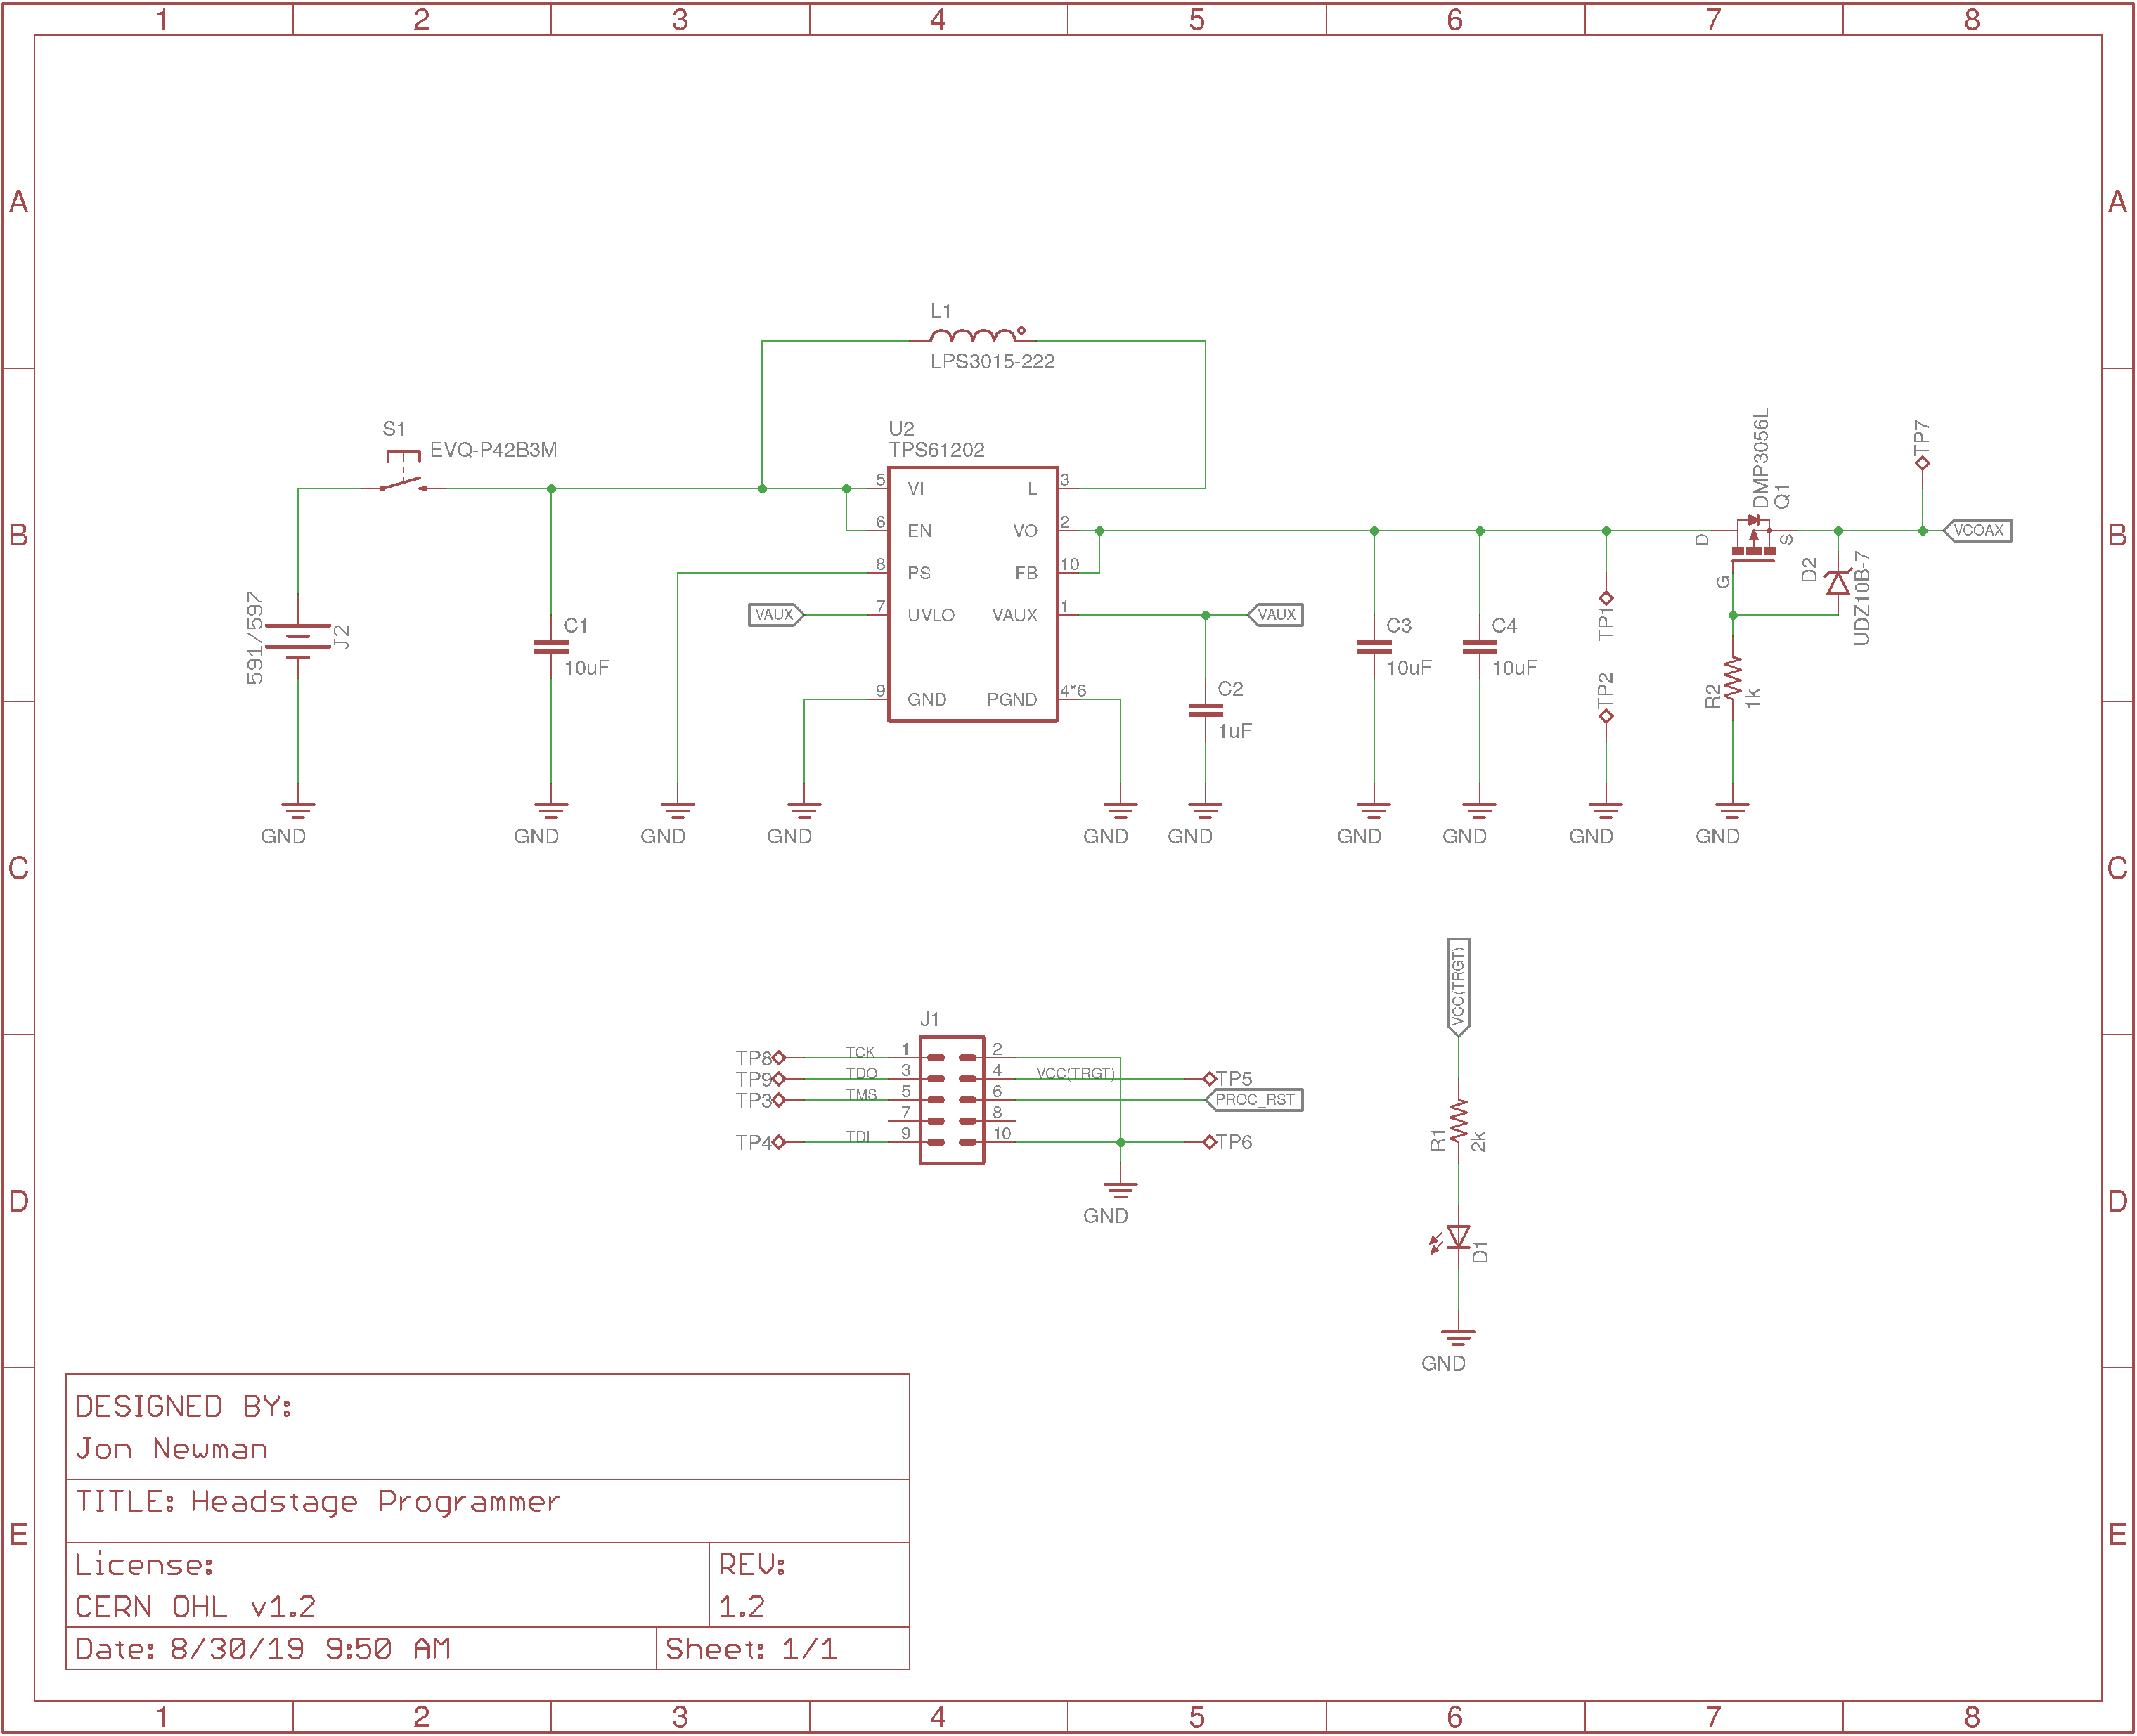 1 2 3 4 5 6 7 8
A A
L1
LPS3015-222
S1
EVQ-P42B3M
U2
TPS61202
5 VI L 3
6 EN VO 2
8 PS FB 10
7 UVLO VAUX 1
9 GND PGND 4*6
VAUX
VAUX
DMP3056L
Q1
D
S
G
TP7
VCOAX
B B
D2
UDZ10B-7
591/597
J2
C1
10uF
C2
1uF
C3
10uF
C4
10uF
TP1
TP2
R2
1k
GND GND GND GND GND GND GND GND GND GND
C C
VCC(TRGT)
J1
TP8 TCK 1 2
TP9 TDO 3 4 VCC(TRGT) TP5
TP3 TMS 5 6 PROC_RST
7 8
TP4 TDI 9 10 TP6
GND
R1
2k
D1
GND
D D
DESIGNED BY:
Jon Newman
TITLE: Headstage Programmer
License:
CERN OHL v1.2
REV:
1.2
Date: 8/30/19 9:50 AM
Sheet: 1/1
E E
1 2 3 4 5 6 7 8